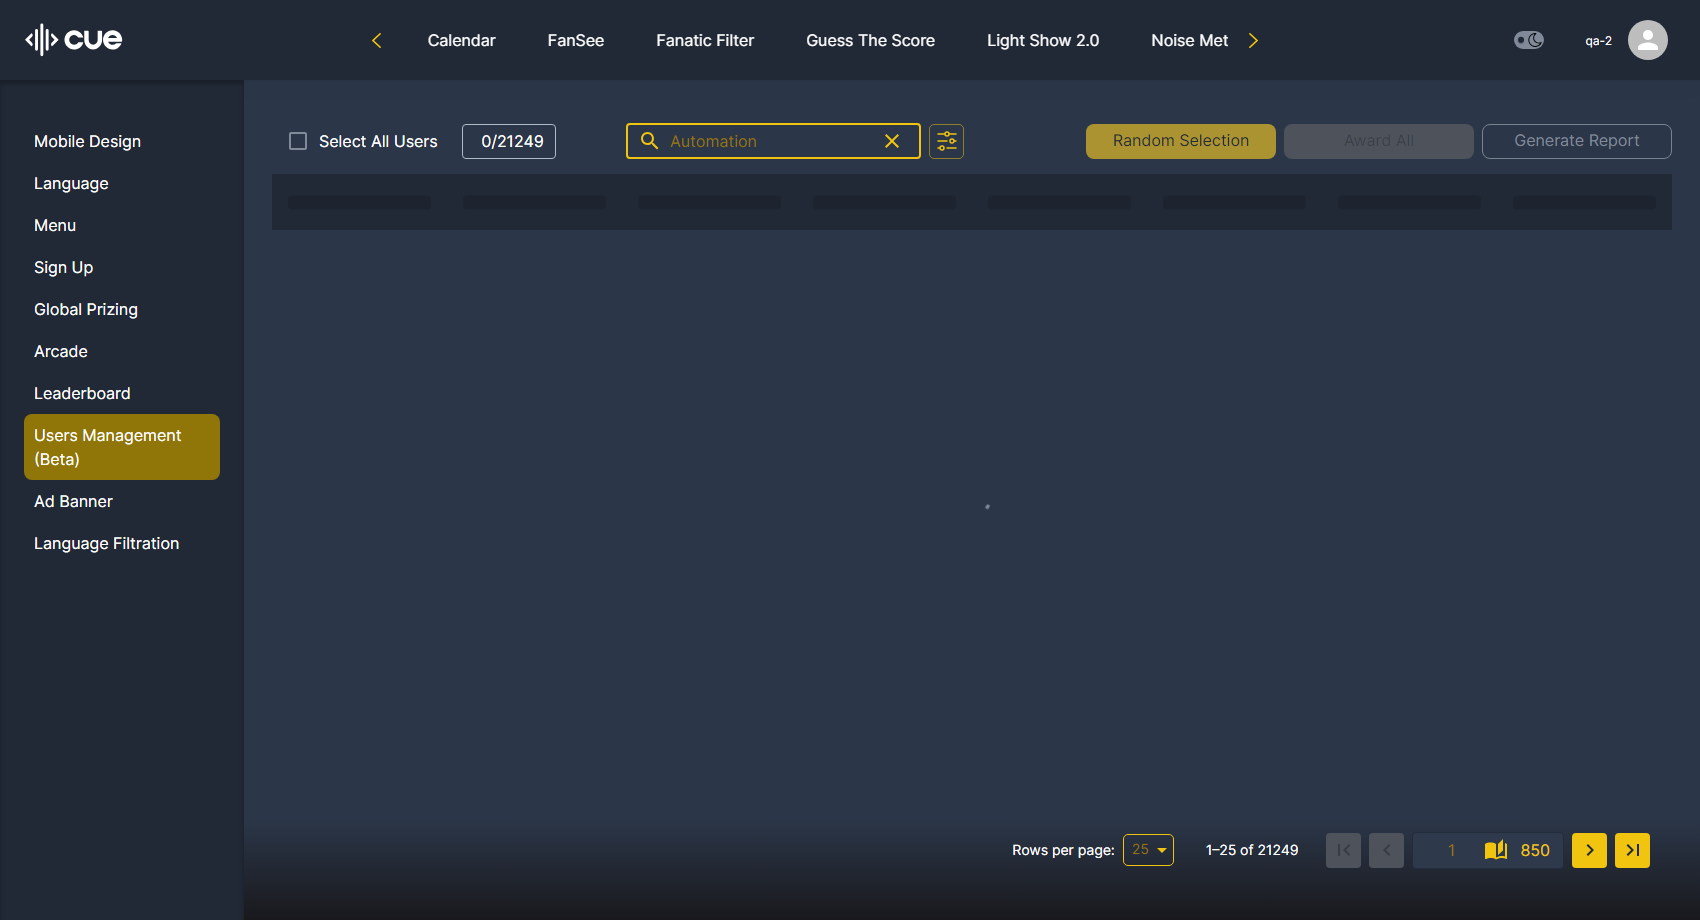 cue
Calendar
FanSee
Fanatic Filter
Guess The Score
Light Show 2.0
Noise Met
qa-2
Mobile Design
Language
Menu
Sign Up
Global Prizing
Arcade
Leaderboard
Users Management
(Beta)
Ad Banner
Language Filtration
Select All Users
0/21249
Automation
Random Selection
Award All
Generate Report
Rows per page:
25
1–25 of 21249
1
850